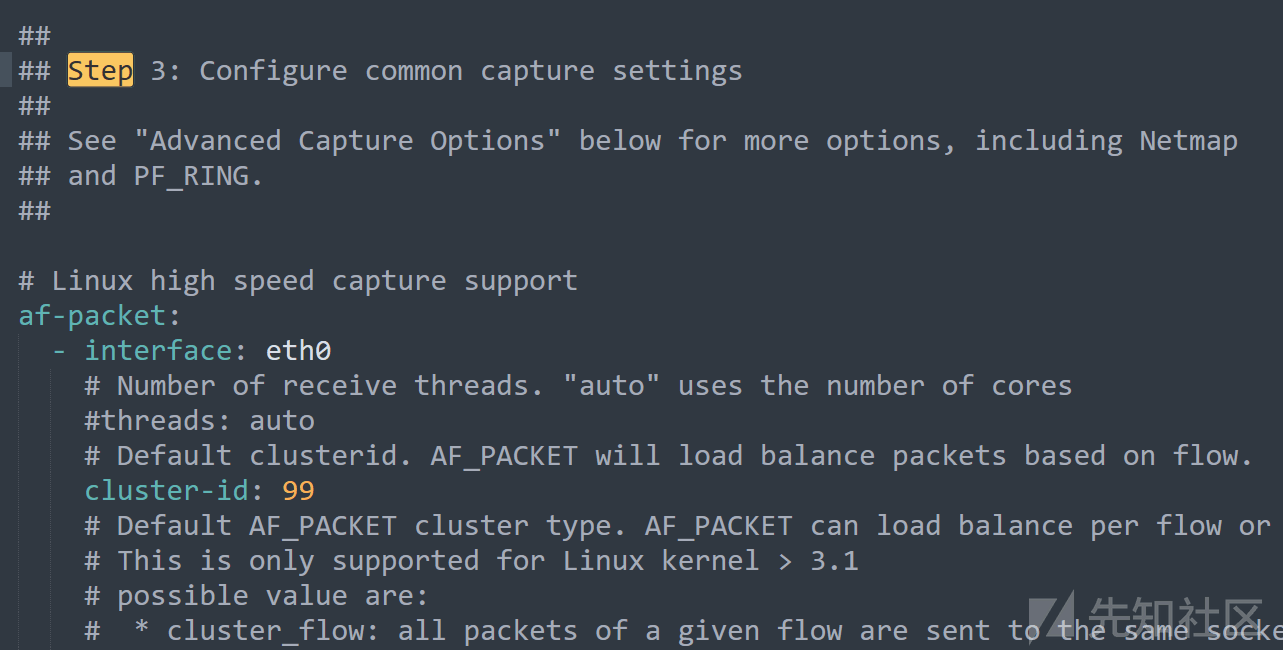 ##
## Step 3: Configure common capture settings
##
## See "Advanced Capture Options" below for more options, including Netmap
## and PF_RING.
##
# Linux high speed capture support
af-packet:
- interface: eth0
# Number of receive threads. "auto" uses the number of cores
#threads: auto
# Default clusterid. AF_PACKET will load balance packets based on flow.
cluster-id: 99
# Default AF_PACKET cluster type. AF_PACKET can load balance per flow or
# This is only supported for Linux kernel > 3.1
# possible value are:
#  * cluster_flow: all packets of a given flow are sent to the same socke
先知社区